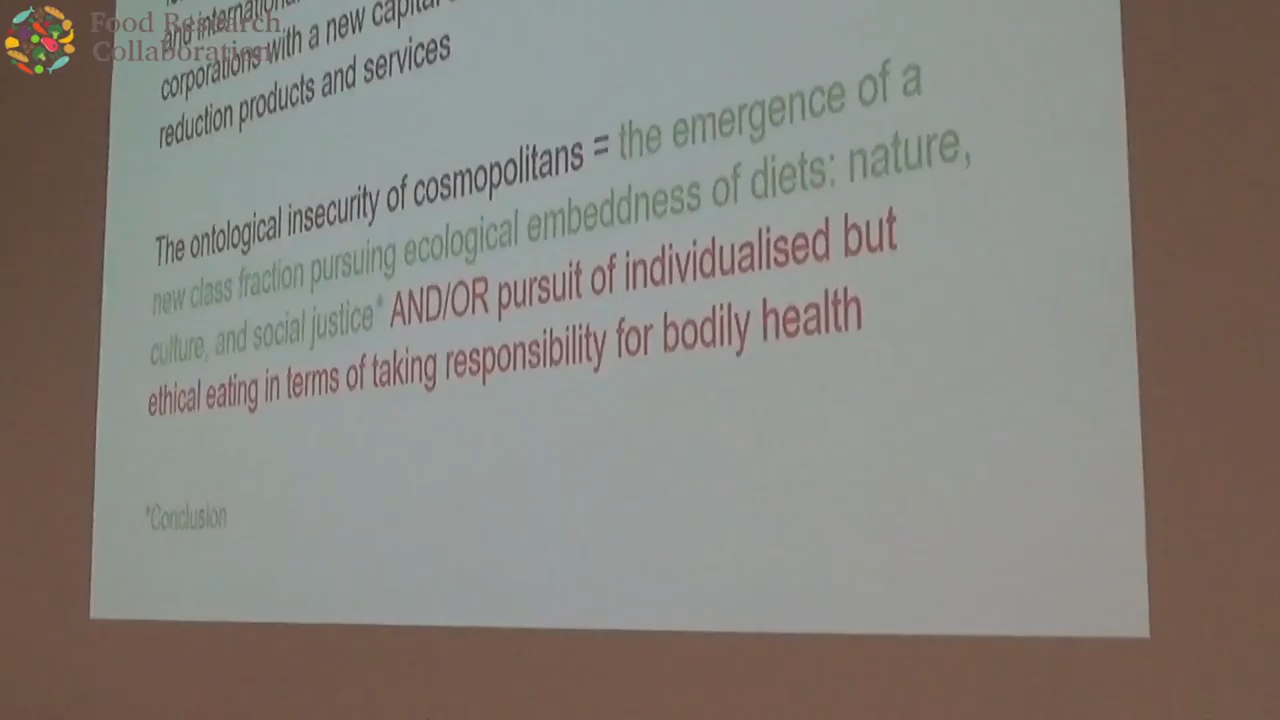 Food Research
Collaboration
and international
corporations with a new capital
reduction products and services
The ontological insecurity of cosmopolitans = the emergence of a
new class fraction pursuing ecological embeddness of diets: nature,
culture, and social justice* AND/OR pursuit of individualised but
ethical eating in terms of taking responsibility for bodily health
*Conclusion